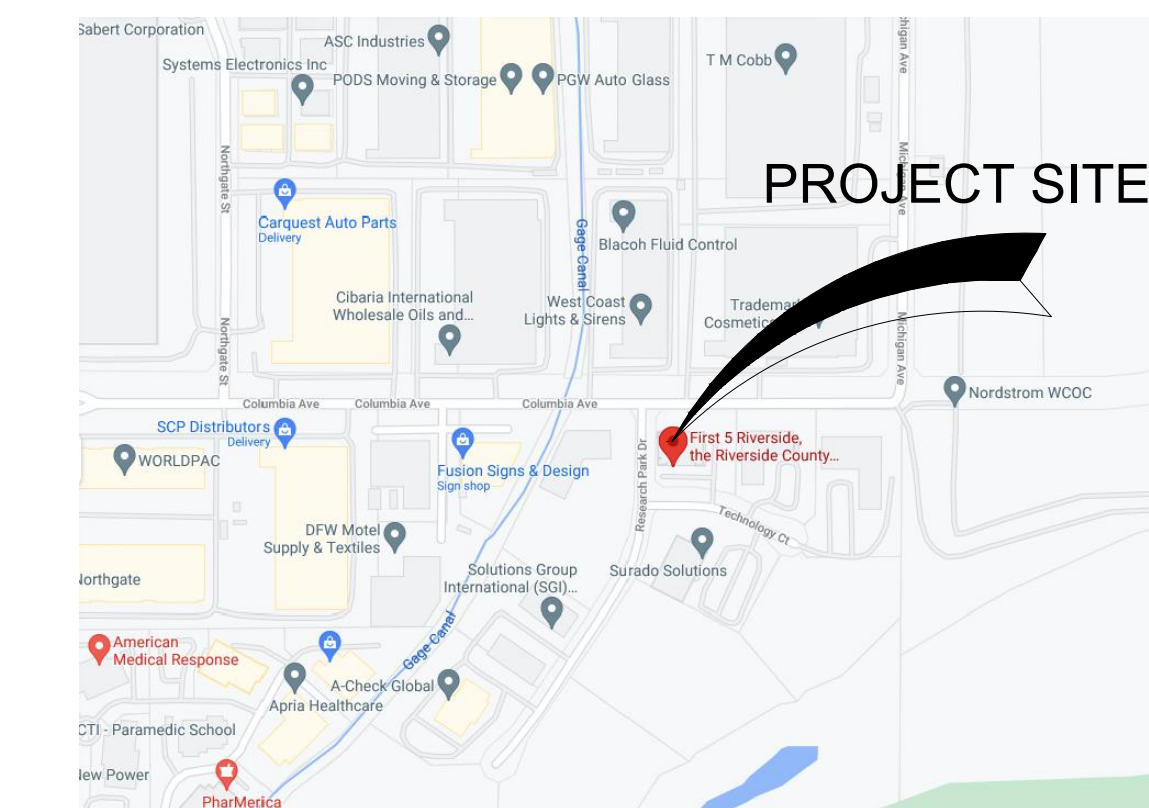 Sabert Corporation
ASC Industries
Systems Electronics Inc
PODS Moving & Storage
PGW Auto Glass
T M Cobb
Michigan Ave
Northgate St
Carquest Auto Parts
Delivery
Gage Canal
Blacoh Fluid Control
PROJECT SITE
Michigan Ave
Cibaria International
Wholesale Oils and...
West Coast
Lights & Sirens
Trademark
Cosmetic
Northgate St
Michigan Ave
Nordstrom WCOC
Columbia Ave
Columbia Ave
Columbia Ave
SCP Distributors
Delivery
WORLDPAC
Fusion Signs & Design
Sign shop
First 5 Riverside,
the Riverside County...
Research Park Dr
Technology Ct
DFW Motel
Supply & Textiles
Solutions Group
International (SGI)...
Surado Solutions
Northgate
American
Medical Response
Gage Canal
A-Check Global
Apria Healthcare
CTI - Paramedic School
New Power
PharMerica